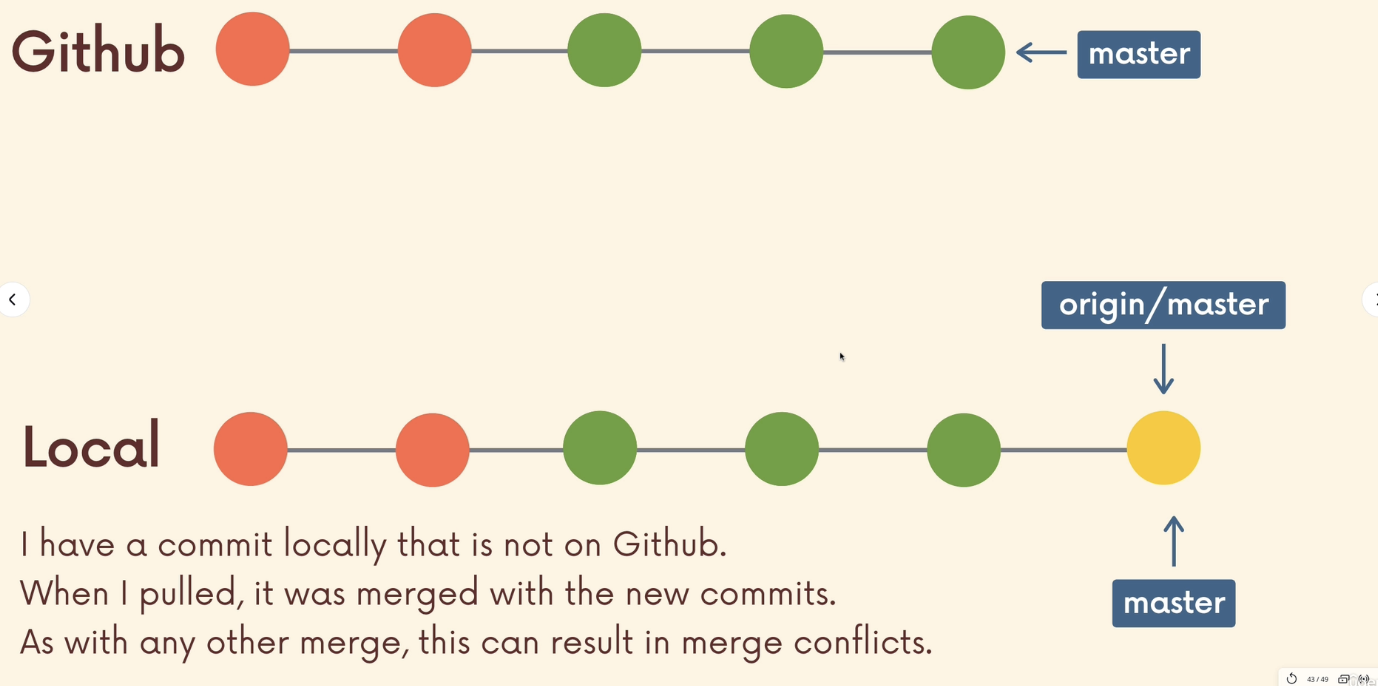 Github
master
origin/master
Local
I have a commit locally that is not on Github.
When I pulled, it was merged with the new commits.
master
As with any other merge, this can result in merge conflicts.
43 / 49